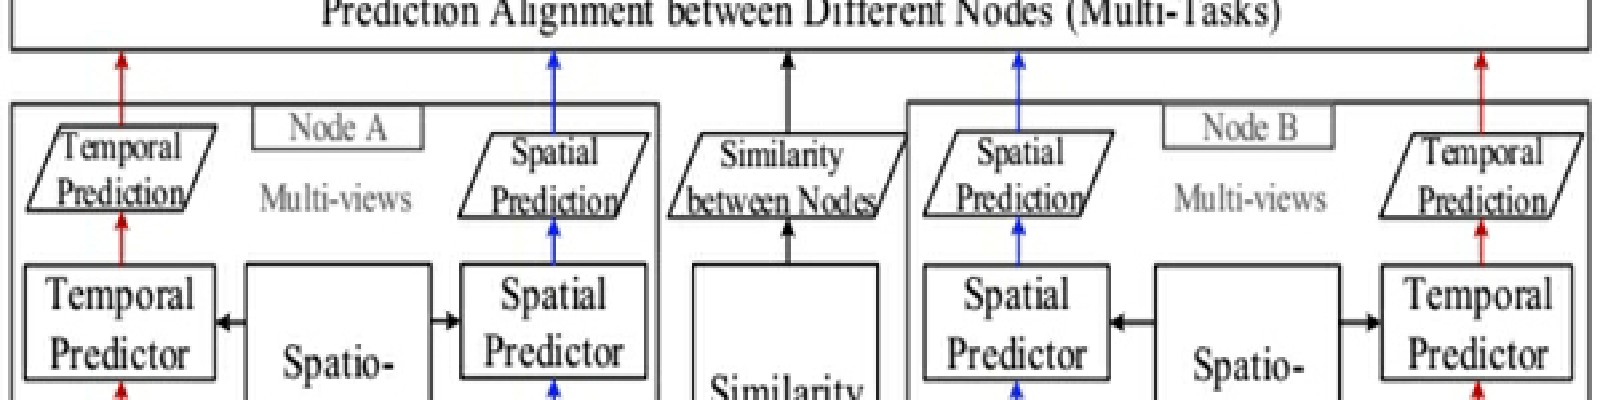 Prediction Alignment between Different Nodes (Multi-Tasks)
Temporal
Prediction
Node A
Multi-views
Spatial
Prediction
Similarity
between Nodes
Spatial
Prediction
Node B
Multi-views
Temporal
Prediction
Temporal
Predictor
Spatio-
Spatial
Predictor
Similarity
Spatial
Predictor
Spatio-
Temporal
Predictor